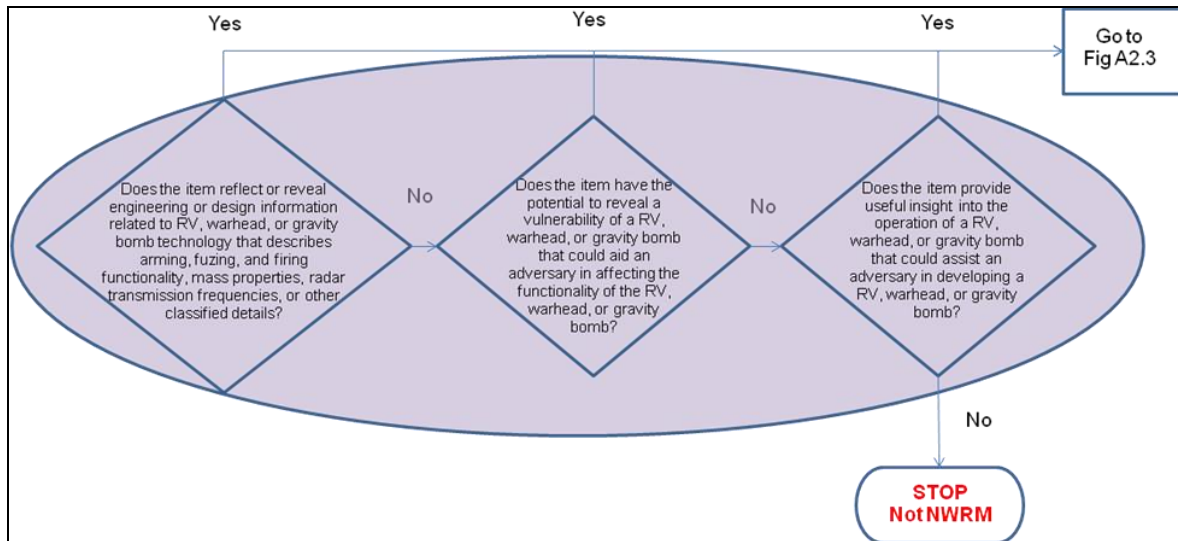 Yes
Yes
Yes
Go to
Fig A2.3
Does the item reflect or reveal
engineering or design information
related to RV, warhead, or gravity
bomb technology that describes
arming, fuzing, and firing
functionality, mass properties, radar
transmission frequencies, or other
classified details?
No
Does the item have the
potential to reveal a
vulnerability of a RV,
warhead, or gravity bomb
that could aid an
adversary in affecting the
functionality of the RV,
warhead, or gravity
bomb?
No
Does the item provide
useful insight into the
operation of a RV,
warhead, or gravity bomb
that could assist an
adversary in developing a
RV, warhead, or gravity
bomb?
No
STOP
Not NWRM